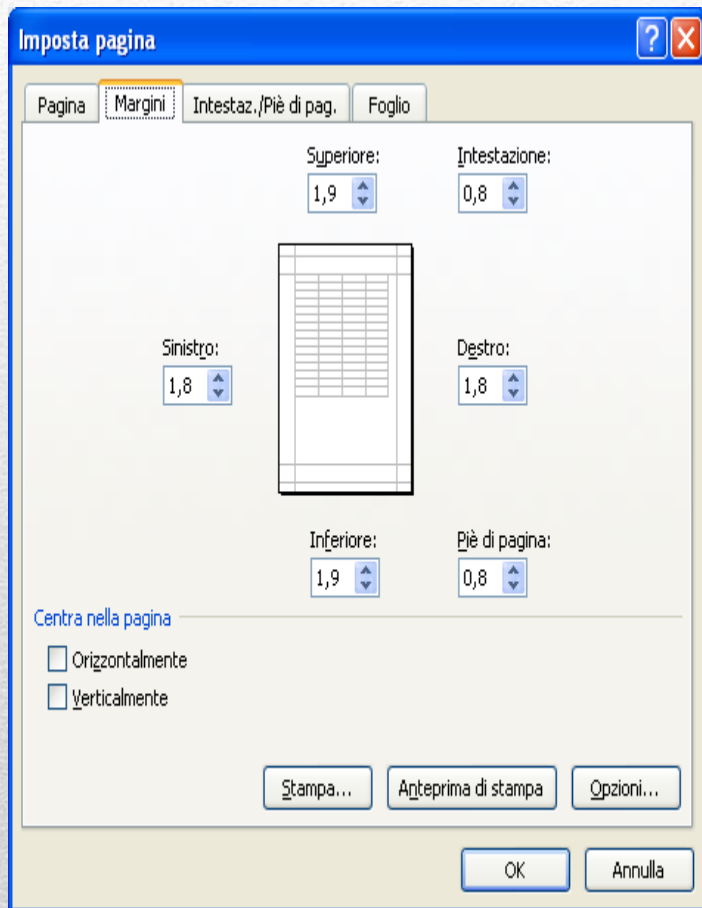 Imposta pagina
Pagina Margini Intestaz./Piè di pag. Foglio
Superiore: Intestazione:
1,9 0,8
Sinistro: Destro:
1,8 1,8
Inferiore: Piè di pagina:
1,9 0,8
Centra nella pagina
Orizzontalmente
Verticalmente
Stampa... Anteprima di stampa Opzioni...
OK Annulla